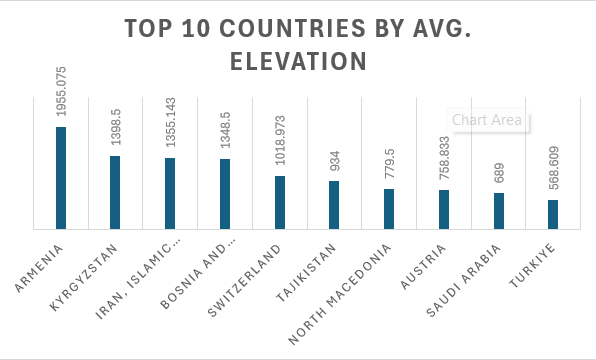 TOP 10 COUNTRIES BY AVG.
ELEVATION
1955.075
1398.5
1355.143
1348.5
1018.973
934
779.5
758.833
689
568.609
Chart Area
ARMENIA
KYRGYZSTAN
IRAN, ISLAMIC...
BOSNIA AND...
SWITZERLAND
TAJIKISTAN
NORTH MACEDONIA
AUSTRIA
SAUDI ARABIA
TURKIYE